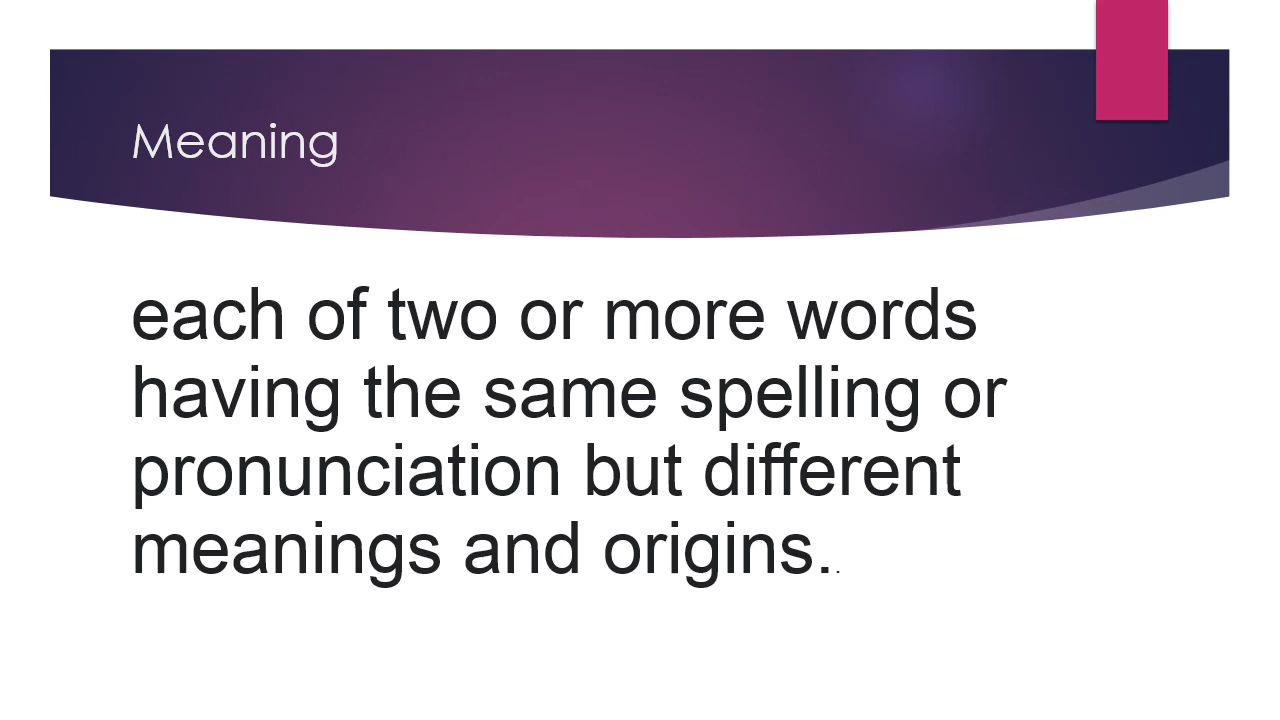 Meaning
each of two or more words
having the same spelling or
pronunciation but different
meanings and origins..